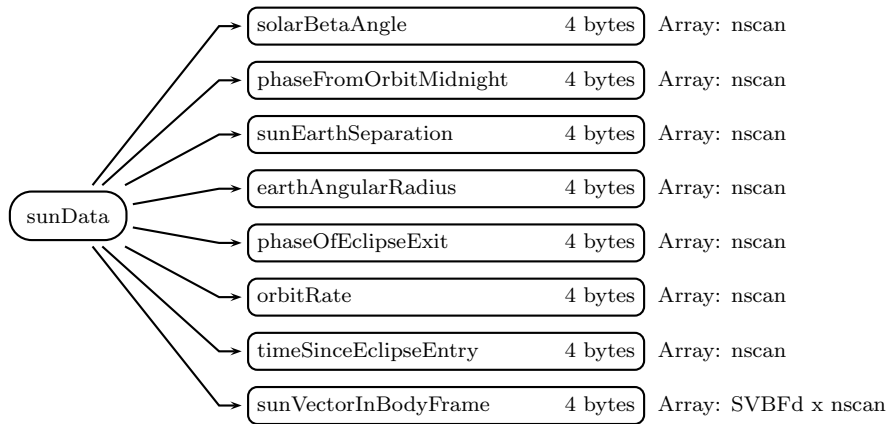 solarBetaAngle 4 bytes Array: nscan
phaseFromOrbitMidnight 4 bytes Array: nscan
sunEarthSeparation 4 bytes Array: nscan
earthAngularRadius 4 bytes Array: nscan
sunData
phaseOfEclipseExit 4 bytes Array: nscan
orbitRate 4 bytes Array: nscan
timeSinceEclipseEntry 4 bytes Array: nscan
sunVectorInBodyFrame 4 bytes Array: SVBFd x nscan